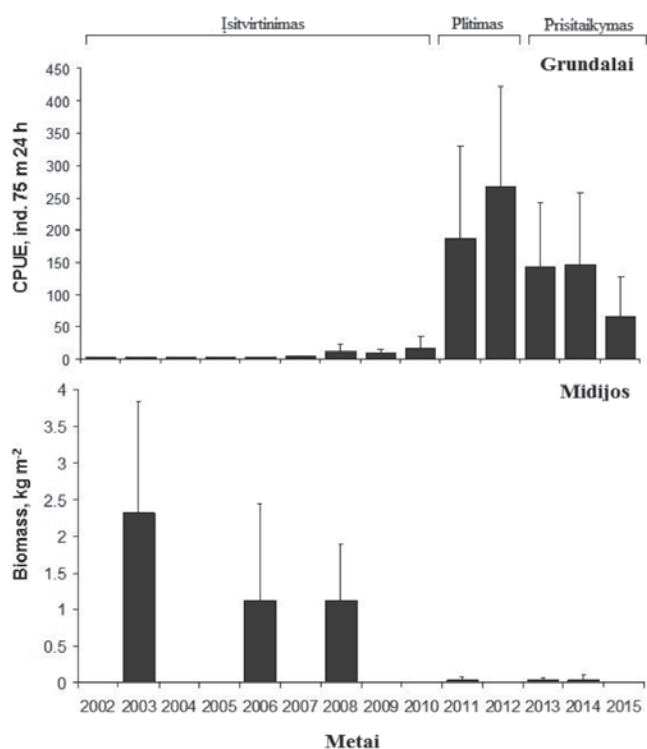 Įsitvirtinimas Plitimas Prisitaikymas
Grundalai
CPUE, ind. 75 m 24 h
450
400
350
300
250
200
150
100
50
0
Midijos
Biomass, kg m⁻²
4
3.5
3
2.5
2
1.5
1
0.5
0
2002 2003 2004 2005 2006 2007 2008 2009 2010 2011 2012 2013 2014 2015
Metai